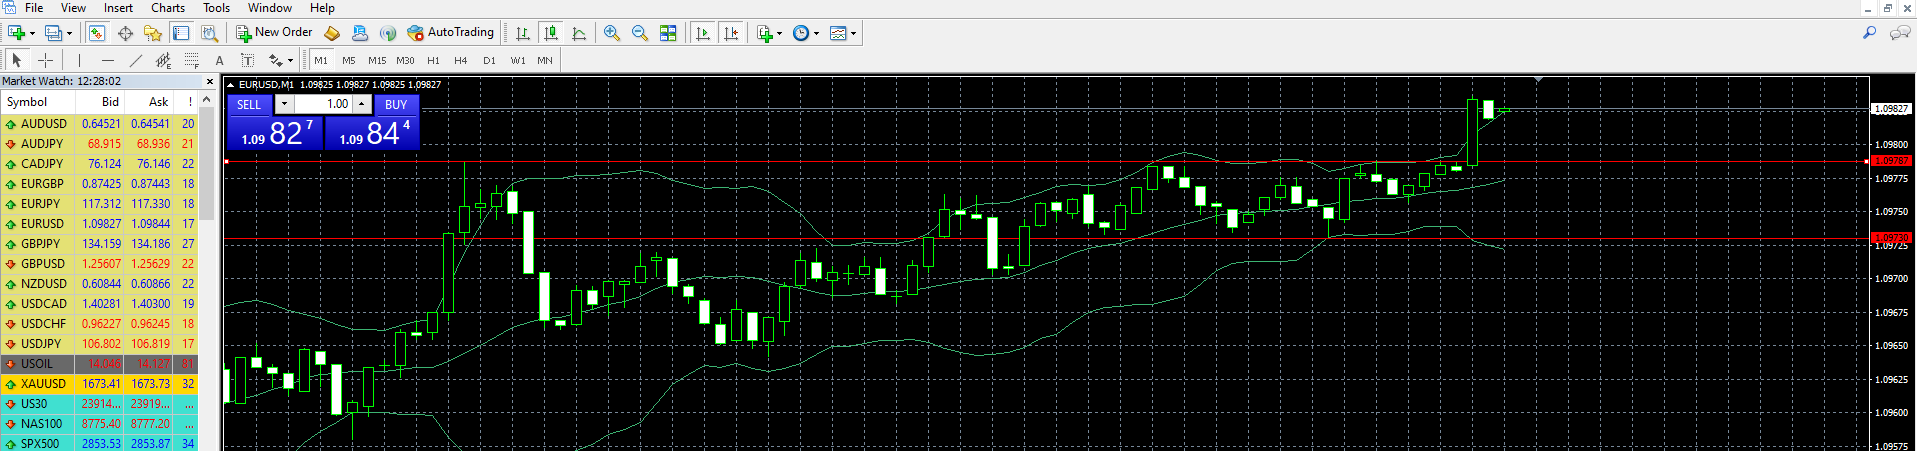 File View Insert Charts Tools Window Help
New Order AutoTrading
A T M1 M5 M15 M30 H1 H4 D1 W1 MN
Market Watch: 12:28:02
Symbol Bid Ask !
AUDUSD 0.64521 0.64541 20
AUDJPY 68.915 68.936 21
CADJPY 76.124 76.146 22
EURGBP 0.87425 0.87443 18
EURJPY 117.312 117.330 18
EURUSD 1.09827 1.09844 17
GBPJPY 134.159 134.186 27
GBPUSD 1.25607 1.25629 22
NZDUSD 0.60844 0.60866 22
USDCAD 1.40281 1.40300 19
USDCHF 0.96227 0.96245 18
USDJPY 106.802 106.819 17
USOIL 14.046 14.127 81
XAUUSD 1673.41 1673.73 32
US30 23914... 23919... ...
NAS100 8775.40 8777.20 ...
SPX500 2853.53 2853.87 34
EURUSD,M1 1.09825 1.09827 1.09825 1.09827
SELL 1.00 BUY
1.09 82 7 1.09 84 4
1.09827
1.09800
1.09787
1.09775
1.09750
1.09730
1.09725
1.09700
1.09675
1.09650
1.09625
1.09600
1.09575